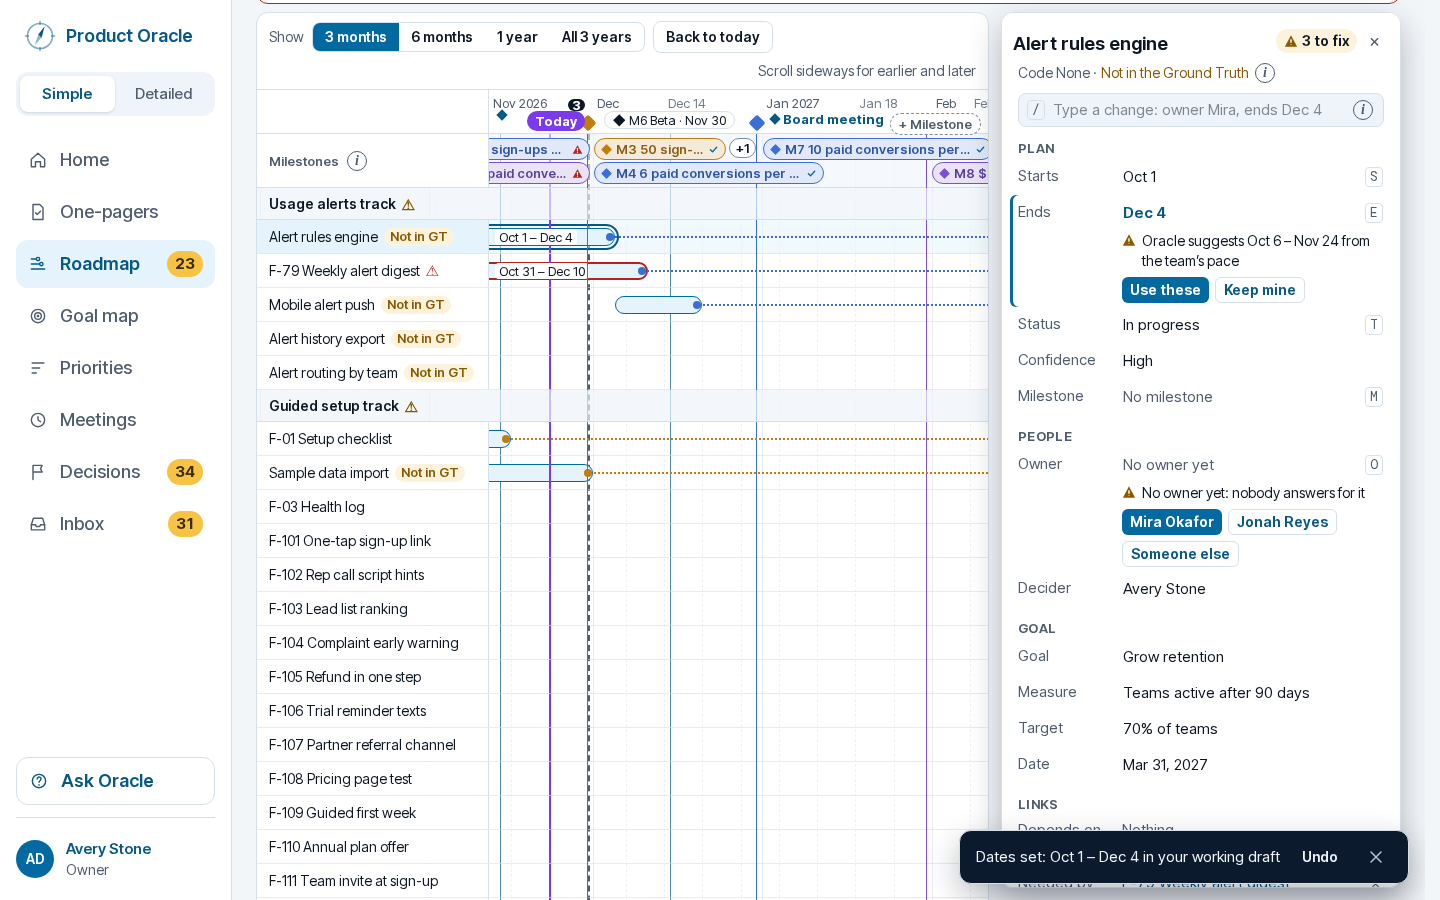 Product Oracle
Simple
Detailed
Home
One-pagers
Roadmap
23
Goal map
Priorities
Meetings
Decisions
34
Inbox
31
Ask Oracle
AD
Avery Stone
Owner
Show
3 months
6 months
1 year
All 3 years
Back to today
Scroll sideways for earlier and later
Nov 2026
3
Dec
Dec 14
Jan 2027
Jan 18
Feb
Fe
Today
M6 Beta · Nov 30
Board meeting
+ Milestone
Milestones
i
sign-ups ...
M3 50 sign-...
+1
M7 10 paid conversions per...
paid conve...
M4 6 paid conversions per ...
M8 $
Usage alerts track
Alert rules engine
Not in GT
Oct 1 – Dec 4
F-79 Weekly alert digest
Oct 31 – Dec 10
Mobile alert push
Not in GT
Alert history export
Not in GT
Alert routing by team
Not in GT
Guided setup track
F-01 Setup checklist
Sample data import
Not in GT
F-03 Health log
F-101 One-tap sign-up link
F-102 Rep call script hints
F-103 Lead list ranking
F-104 Complaint early warning
F-105 Refund in one step
F-106 Trial reminder texts
F-107 Partner referral channel
F-108 Pricing page test
F-109 Guided first week
F-110 Annual plan offer
F-111 Team invite at sign-up
Alert rules engine
3 to fix
×
Code None · Not in the Ground Truth
i
/
Type a change: owner Mira, ends Dec 4
i
PLAN
Starts
Oct 1
S
Ends
Dec 4
E
Oracle suggests Oct 6 – Nov 24 from
the team's pace
Use these
Keep mine
Status
In progress
T
Confidence
High
Milestone
No milestone
M
PEOPLE
Owner
No owner yet
O
No owner yet: nobody answers for it
Mira Okafor
Jonah Reyes
Someone else
Decider
Avery Stone
GOAL
Goal
Grow retention
Measure
Teams active after 90 days
Target
70% of teams
Date
Mar 31, 2027
LINKS
Depends on
Nothing
Dates set: Oct 1 – Dec 4 in your working draft
Undo
Needed by
F-79 Weekly alert digest